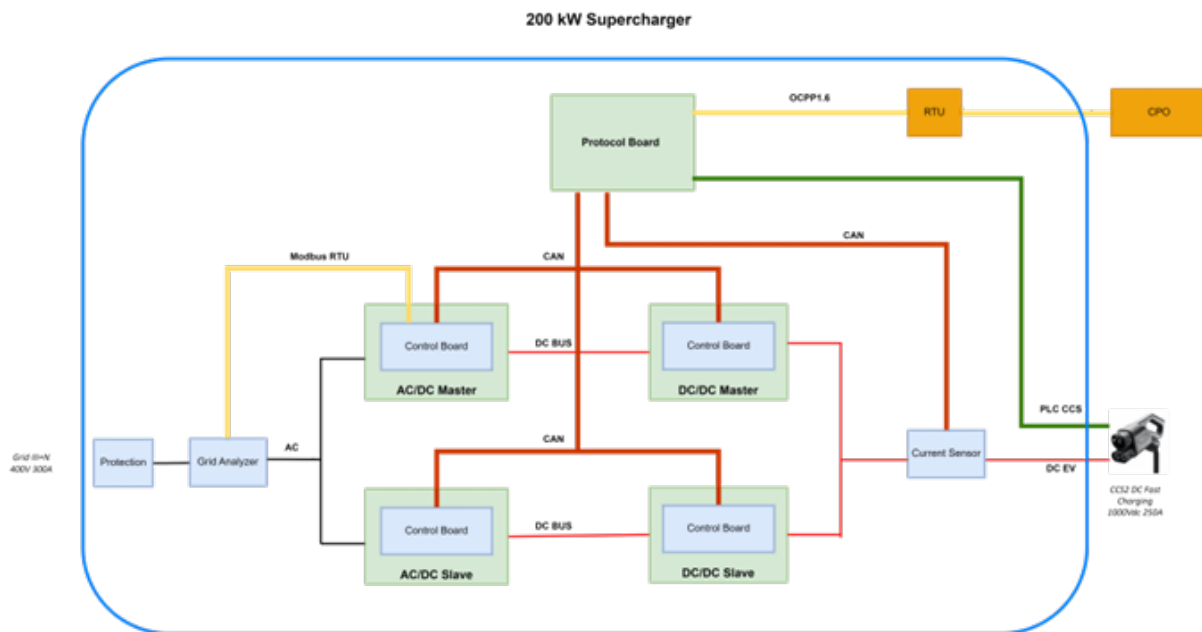 200 kW Supercharger
OCPP1.6
RTU
CPO
Protocol Board
CAN
Modbus RTU
CAN
Control Board
DC BUS
Control Board
AC/DC Master
DC/DC Master
PLC CCS
CAN
Grid III+N
400V 300A
Protection
Grid Analyzer
AC
Current Sensor
DC EV
CCS2 DC Fast
Charging
1000Vdc 250A
Control Board
DC BUS
Control Board
AC/DC Slave
DC/DC Slave